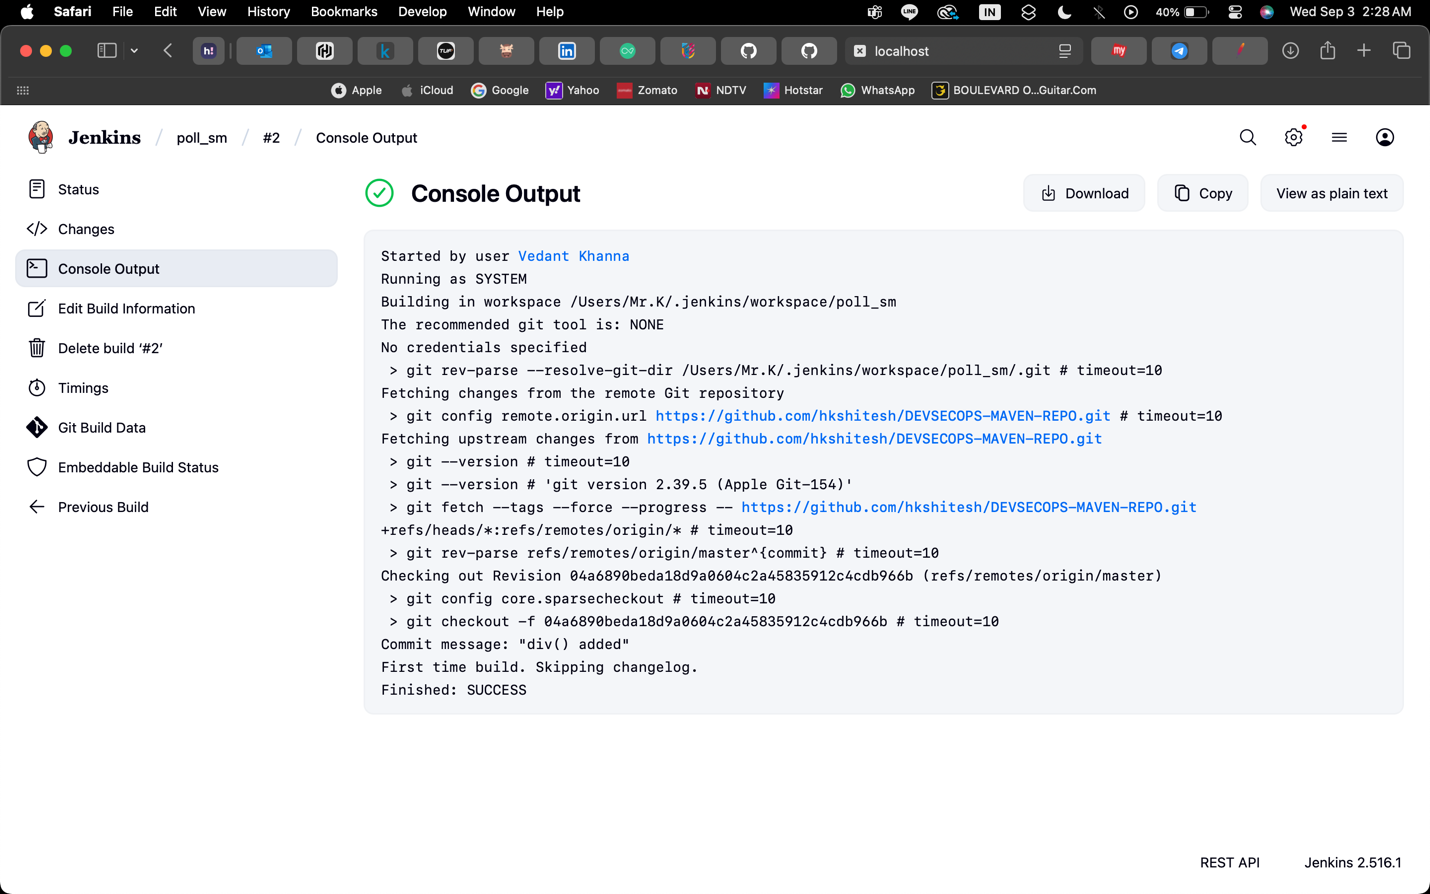 Safari File Edit View History Bookmarks Develop Window Help LINE IN 40% Wed Sep 3 2:28 AM
h! k TUF in localhost my
Apple iCloud Google Yahoo Zomato NDTV Hotstar WhatsApp BOULEVARD O...Guitar.Com
Jenkins / poll_sm / #2 / Console Output
Status
Changes
Console Output
Edit Build Information
Delete build ‘#2’
Timings
Git Build Data
Embeddable Build Status
Previous Build
Console Output
Download Copy View as plain text
Started by user Vedant Khanna
Running as SYSTEM
Building in workspace /Users/Mr.K/.jenkins/workspace/poll_sm
The recommended git tool is: NONE
No credentials specified
> git rev-parse --resolve-git-dir /Users/Mr.K/.jenkins/workspace/poll_sm/.git # timeout=10
Fetching changes from the remote Git repository
> git config remote.origin.url https://github.com/hkshitesh/DEVSECOPS-MAVEN-REPO.git # timeout=10
Fetching upstream changes from https://github.com/hkshitesh/DEVSECOPS-MAVEN-REPO.git
> git --version # timeout=10
> git --version # 'git version 2.39.5 (Apple Git-154)'
> git fetch --tags --force --progress -- https://github.com/hkshitesh/DEVSECOPS-MAVEN-REPO.git
+refs/heads/*:refs/remotes/origin/* # timeout=10
> git rev-parse refs/remotes/origin/master^{commit} # timeout=10
Checking out Revision 04a6890beda18d9a0604c2a45835912c4cdb966b (refs/remotes/origin/master)
> git config core.sparsecheckout # timeout=10
> git checkout -f 04a6890beda18d9a0604c2a45835912c4cdb966b # timeout=10
Commit message: "div() added"
First time build. Skipping changelog.
Finished: SUCCESS
REST API Jenkins 2.516.1